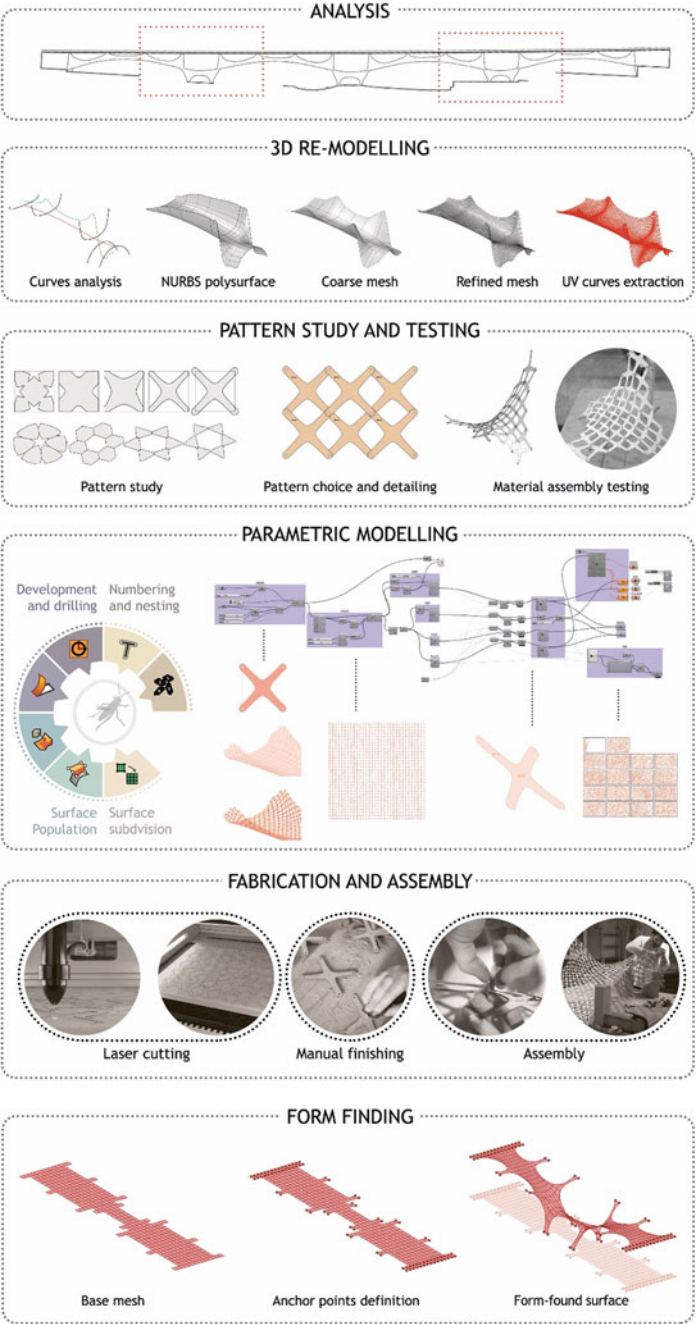 ANALYSIS
3D RE-MODELLING
Curves analysis
NURBS polysurface
Coarse mesh
Refined mesh
UV curves extraction
PATTERN STUDY AND TESTING
Pattern study
Pattern choice and detailing
Material assembly testing
PARAMETRIC MODELLING
Development
and drilling
Numbering
and nesting
T
Surface
Population
Surface
subdvision
FABRICATION AND ASSEMBLY
Laser cutting
Manual finishing
Assembly
FORM FINDING
Base mesh
Anchor points definition
Form-found surface